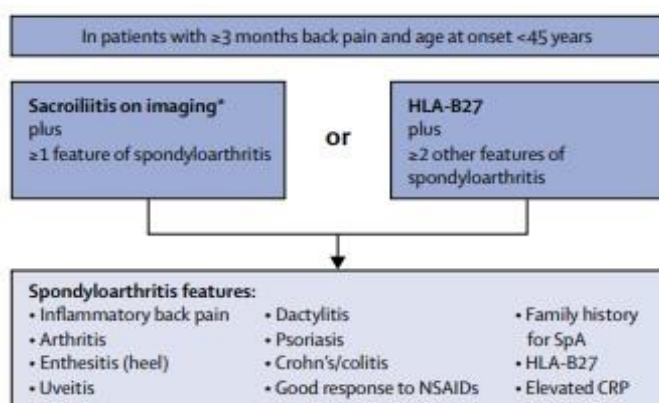 In patients with ≥3 months back pain and age at onset <45 years
Sacroiliitis on imaging*
plus
≥1 feature of spondyloarthritis
or
HLA-B27
plus
≥2 other features of
spondyloarthritis
Spondyloarthritis features:
• Inflammatory back pain
• Arthritis
• Enthesitis (heel)
• Uveitis
• Dactylitis
• Psoriasis
• Crohn's/colitis
• Good response to NSAIDs
• Family history
for SpA
• HLA-B27
• Elevated CRP